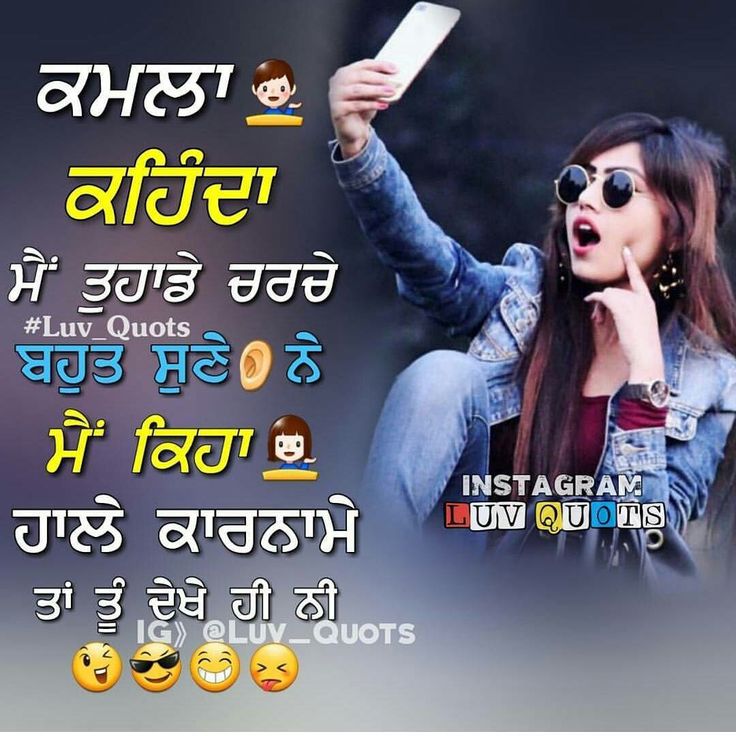 ਕਮਲਾ
ਕਹਿੰਦਾ
ਮੈਂ ਤੁਹਾਡੇ ਚਰਚੇ
#Luv_Quots
ਬਹੁਤ ਸੁਣੇ ਨੇ
ਮੈਂ ਕਿਹਾ
ਹਾਲੇ ਕਾਰਨਾਮੇ
ਤਾਂ ਤੂੰ ਦੇਖੇ ਹੀ ਨੀ
IG》 @LUV_QUOTS
INSTAGRAM
LUV QUOTS